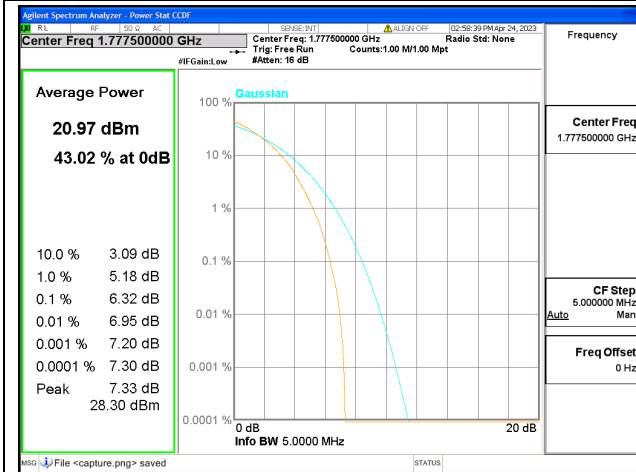 Agilent Spectrum Analyzer - Power Stat CCDF
RL RF 50 Ω AC SENSE:INT ALIGN OFF 02:58:39 PM Apr 24, 2023
Center Freq 1.777500000 GHz
Center Freq: 1.777500000 GHz Radio Std: None
Trig: Free Run Counts:1.00 M/1.00 Mpt
#IFGain:Low #Atten: 16 dB
Frequency
Average Power
20.97 dBm
43.02 % at 0dB
10.0 % 3.09 dB
1.0 % 5.18 dB
0.1 % 6.32 dB
0.01 % 6.95 dB
0.001 % 7.20 dB
0.0001 % 7.30 dB
Peak 7.33 dB
28.30 dBm
Gaussian
100 %
10 %
1 %
0.1 %
0.01 %
0.001 %
0.0001 %
0 dB 20 dB
Info BW 5.0000 MHz
Center Freq
1.777500000 GHz
CF Step
5.000000 MHz
Auto Man
Freq Offset
0 Hz
MSG File <capture.png> saved STATUS